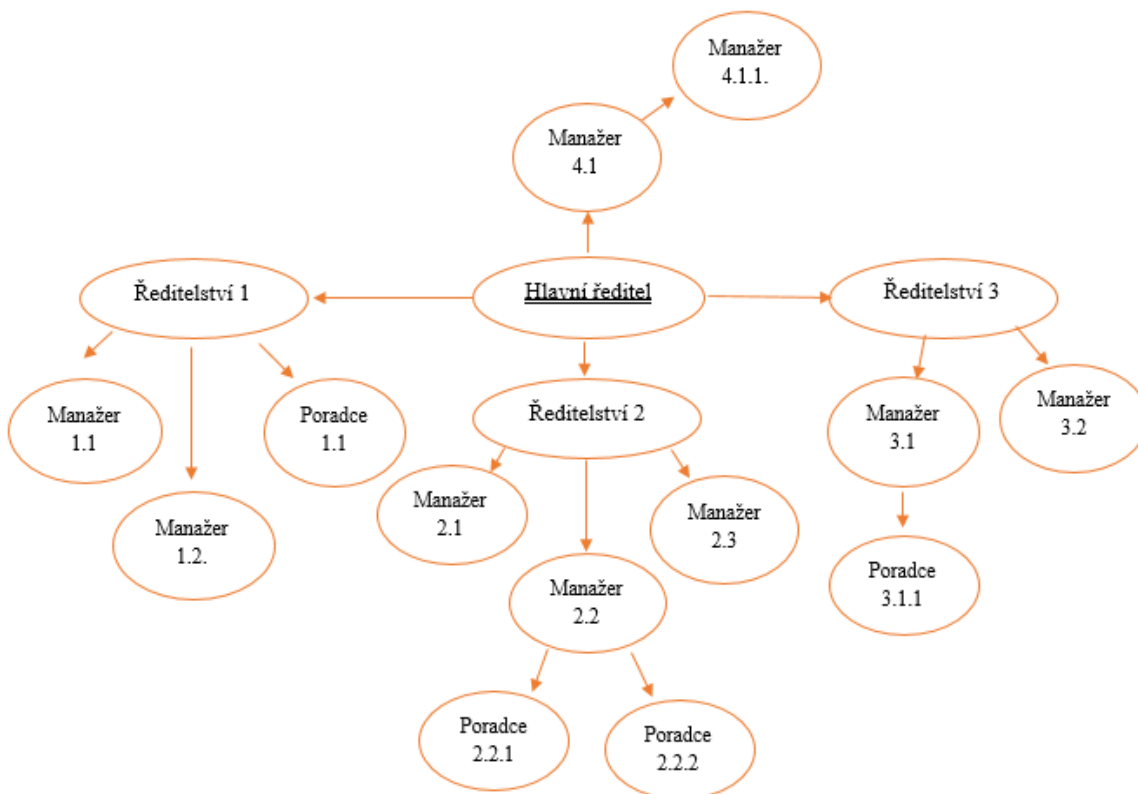 Manažer
4.1.1.
Manažer
4.1
Ředitelství 1
Hlavní ředitel
Ředitelství 3
Manažer
1.1
Poradce
1.1
Ředitelství 2
Manažer
3.1
Manažer
3.2
Manažer
1.2.
Manažer
2.1
Manažer
2.3
Manažer
2.2
Poradce
3.1.1
Poradce
2.2.1
Poradce
2.2.2